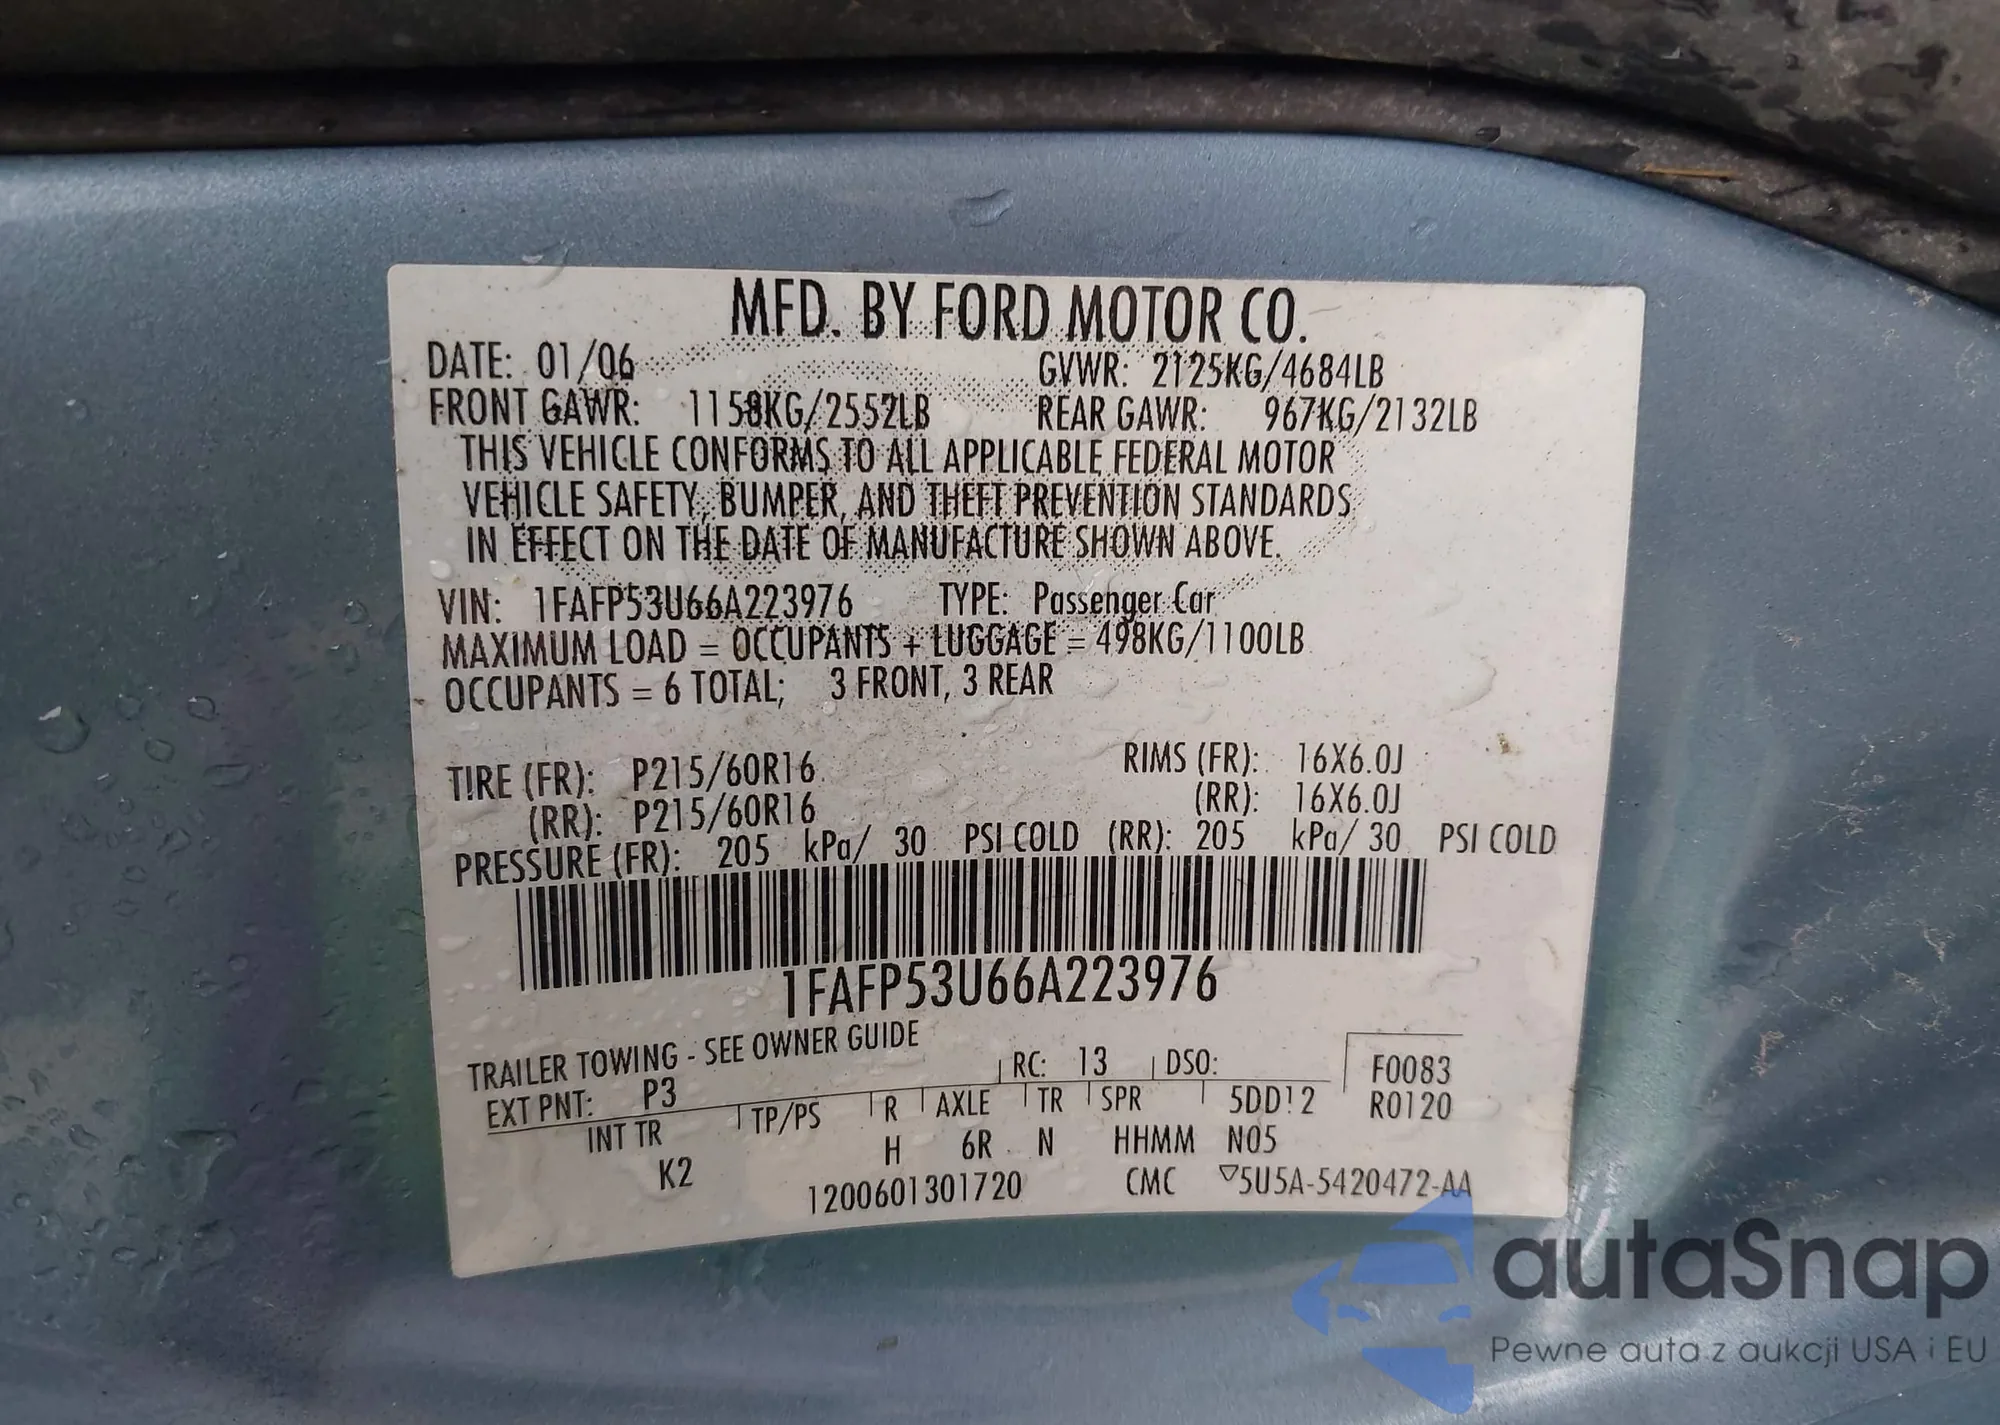 MFD. BY FORD MOTOR CO.
DATE: 01/06 GVWR: 2125KG/4684LB
FRONT GAWR: 1158KG/2552LB REAR GAWR: 967KG/2132LB
THIS VEHICLE CONFORMS TO ALL APPLICABLE FEDERAL MOTOR
VEHICLE SAFETY, BUMPER, AND THEFT PREVENTION STANDARDS
IN EFFECT ON THE DATE OF MANUFACTURE SHOWN ABOVE.
VIN: 1FAFP53U66A223976 TYPE: Passenger Car
MAXIMUM LOAD = OCCUPANTS + LUGGAGE = 498KG/1100LB
OCCUPANTS = 6 TOTAL; 3 FRONT, 3 REAR
TIRE (FR): P215/60R16 RIMS (FR): 16X6.0J
(RR): P215/60R16 (RR): 16X6.0J
PRESSURE (FR): 205 kPa/ 30 PSI COLD (RR): 205 kPa/ 30 PSI COLD
1FAFP53U66A223976
TRAILER TOWING - SEE OWNER GUIDE
RC: 13 DSO: F0083
EXT PNT: P3 R0120
INT TR TP/PS R AXLE TR SPR 5DD12
K2 H 6R N HHMM N05
1200601301720 CMC ▽5U5A-5420472-AA
autaSnap
Pewne auta z aukcji USA i EU